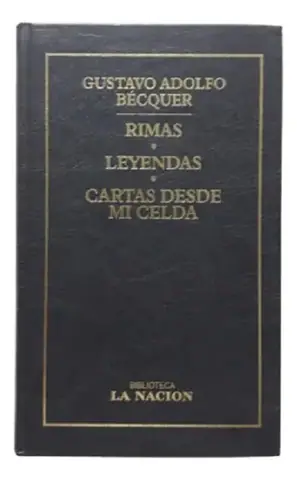 GUSTAVO ADOLFO
BÉCQUER
RIMAS
•
LEYENDAS
•
CARTAS DESDE
MI CELDA
BIBLIOTECA
LA NACION